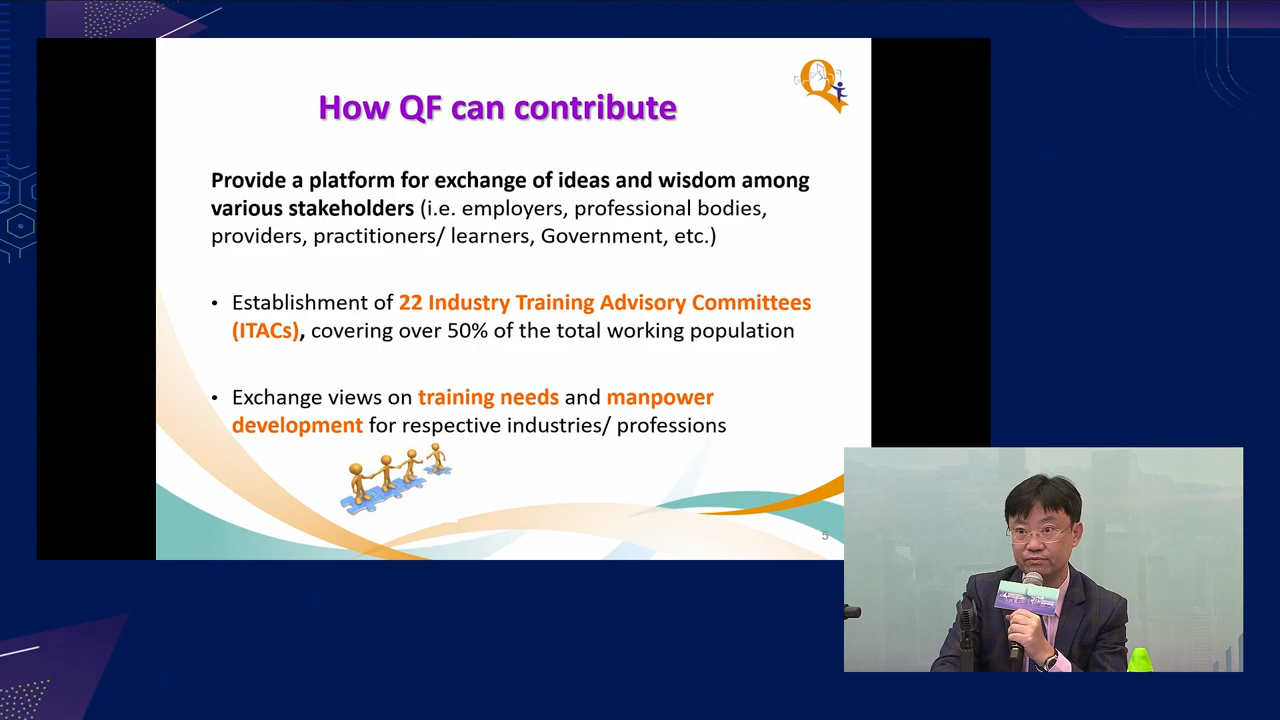 How QF can contribute
Provide a platform for exchange of ideas and wisdom among
various stakeholders (i.e. employers, professional bodies,
providers, practitioners/ learners, Government, etc.)
• Establishment of 22 Industry Training Advisory Committees
(ITACs), covering over 50% of the total working population
• Exchange views on training needs and manpower
development for respective industries/ professions
5